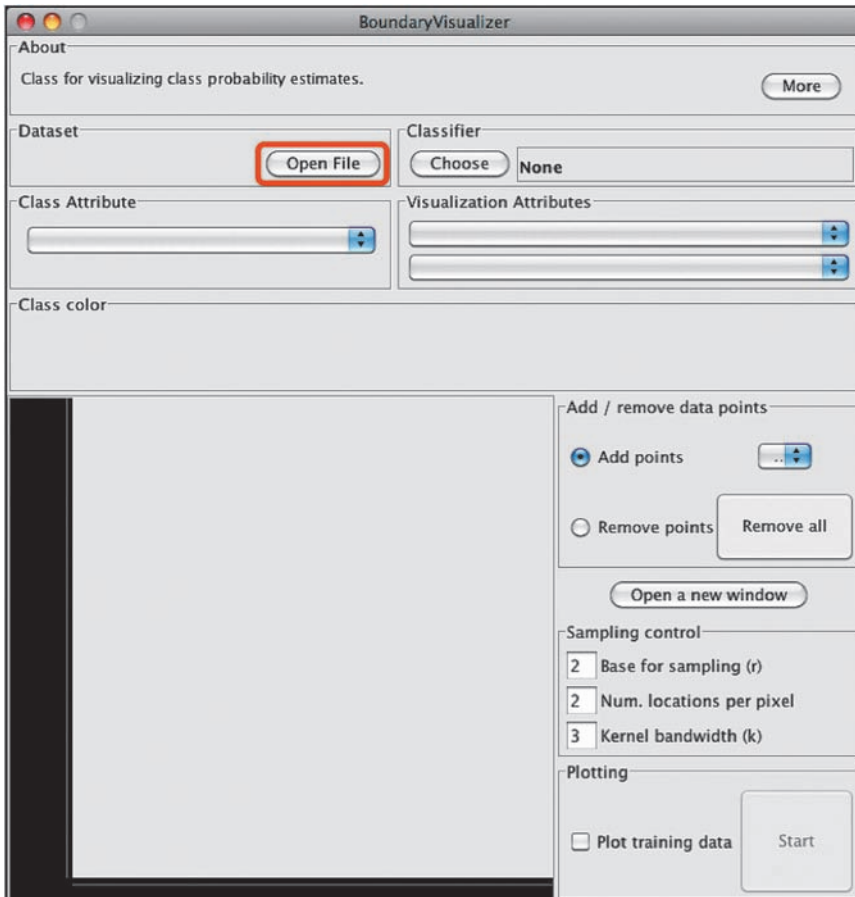 BoundaryVisualizer
About
Class for visualizing class probability estimates.
More
Dataset
Open File
Classifier
Choose
None
Class Attribute
Visualization Attributes
Class color
Add / remove data points
Add points
..
Remove points
Remove all
Open a new window
Sampling control
2 Base for sampling (r)
2 Num. locations per pixel
3 Kernel bandwidth (k)
Plotting
Plot training data
Start